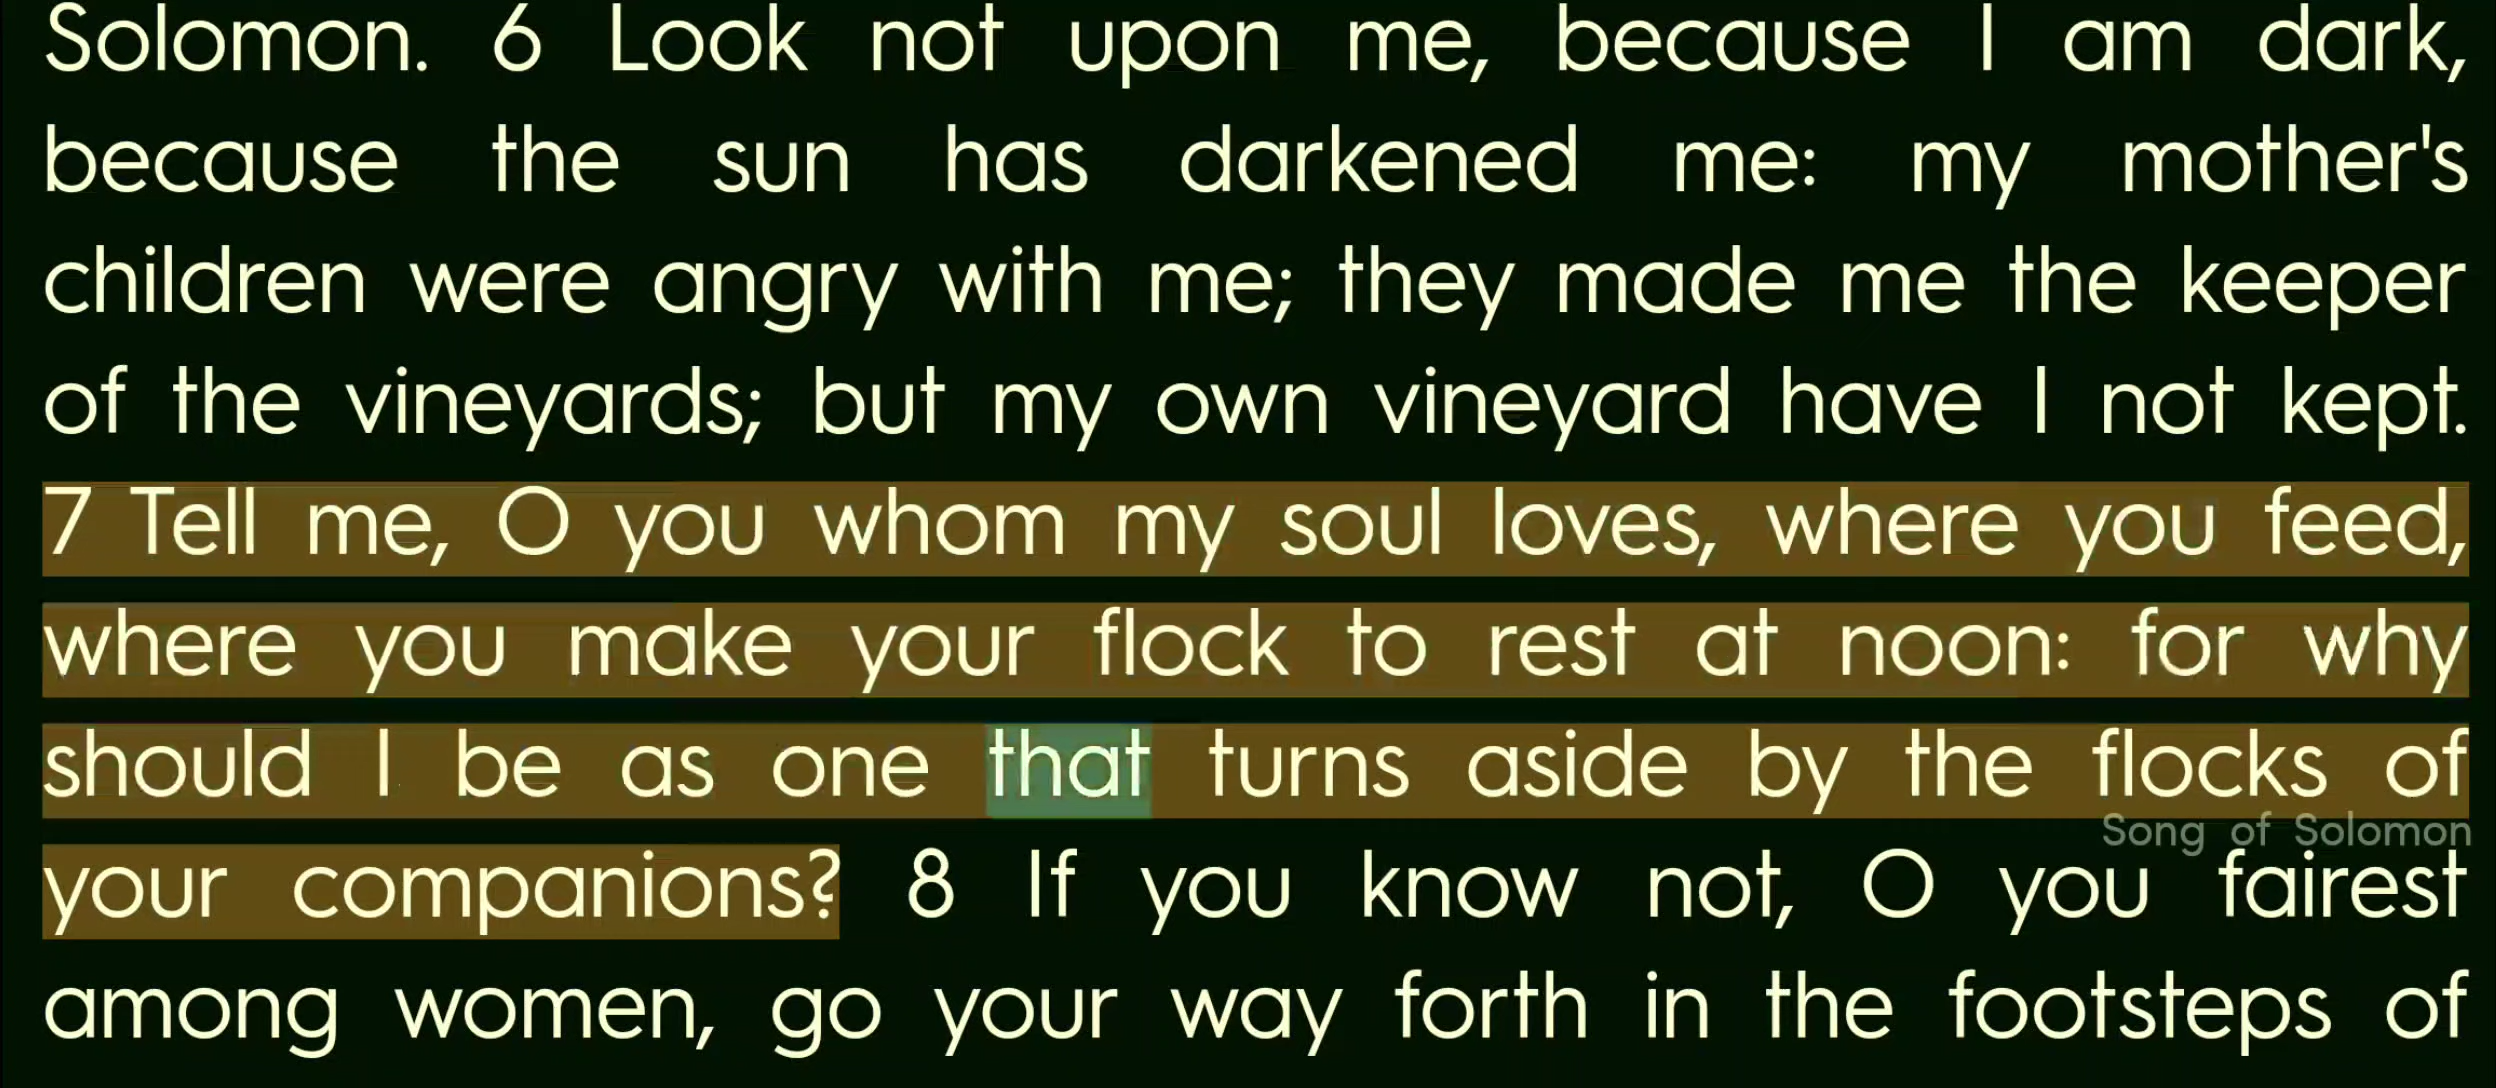 Solomon. 6 Look not upon me, because I am dark,
because the sun has darkened me: my mother's
children were angry with me; they made me the keeper
of the vineyards; but my own vineyard have I not kept.
7 Tell me, O you whom my soul loves, where you feed,
where you make your flock to rest at noon: for why
should I be as one that turns aside by the flocks of
Song of Solomon
your companions? 8 If you know not, O you fairest
among women, go your way forth in the footsteps of